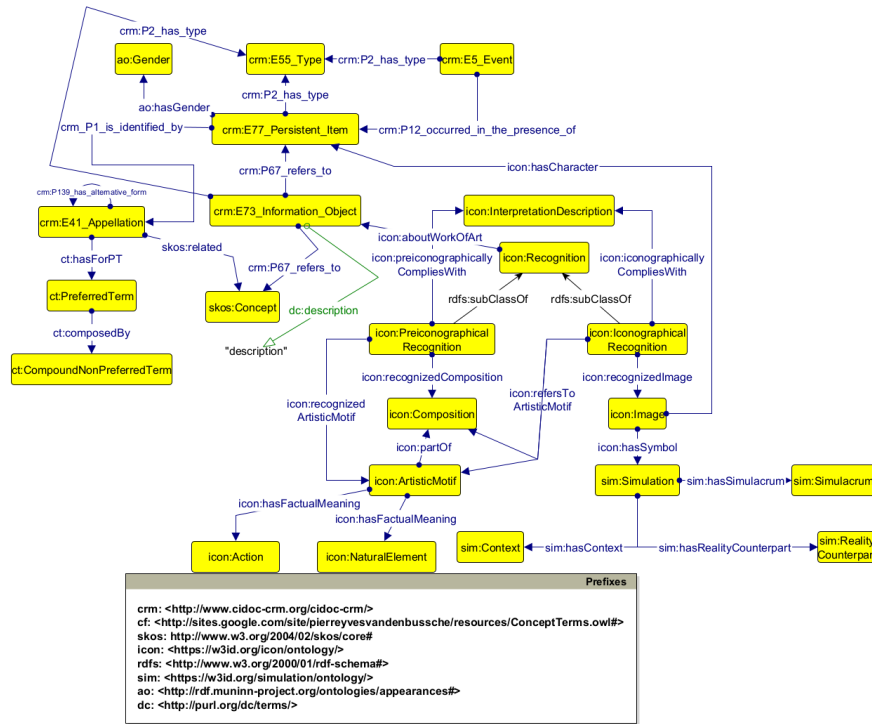 crm:P2_has_type
ao:Gender
crm:E55_Type
crm:P2_has_type
crm:E5_Event
crm:P2_has_type
ao:hasGender
crm_P1_is_identified_by
crm:E77_Persistent_Item
crm:P12_occurred_in_the_presence_of
icon:hasCharacter
crm:P67_refers_to
crm:P139_has_alternative_form
crm:E41_Appellation
crm:E73_Information_Object
icon:InterpretationDescription
skos:related
icon:aboutWorkOfArt
icon:preiconographically
CompliesWith
icon:Recognition
icon:iconographically
CompliesWith
ct:hasForPT
crm:P67_refers_to
ct:PreferredTerm
skos:Concept
dc:description
rdfs:subClassOf
rdfs:subClassOf
ct:composedBy
"description"
icon:Preiconographical
Recognition
icon:Iconographical
Recognition
ct:CompoundNonPreferredTerm
icon:recognizedComposition
icon:recognizedImage
icon:recognized
ArtisticMotif
icon:refersTo
ArtisticMotif
icon:Composition
icon:Image
icon:partOf
icon:hasSymbol
icon:ArtisticMotif
sim:Simulation
sim:hasSimulacrum
sim:Simulacrum
icon:hasFactualMeaning
icon:hasFactualMeaning
icon:Action
icon:NaturalElement
sim:Context
sim:hasContext
sim:hasRealityCounterpart
sim:Reality
Counterpart
Prefixes
crm: <http://www.cidoc-crm.org/cidoc-crm/>
cf: <http://sites.google.com/site/pierreyvesvandenbussche/resources/ConceptTerms.owl#>
skos: http://www.w3.org/2004/02/skos/core#
icon: <https://w3id.org/icon/ontology/>
rdfs: <http://www.w3.org/2000/01/rdf-schema#>
sim: <https://w3id.org/simulation/ontology/>
ao: <http://rdf.muninn-project.org/ontologies/appearances#>
dc: <http://purl.org/dc/terms/>